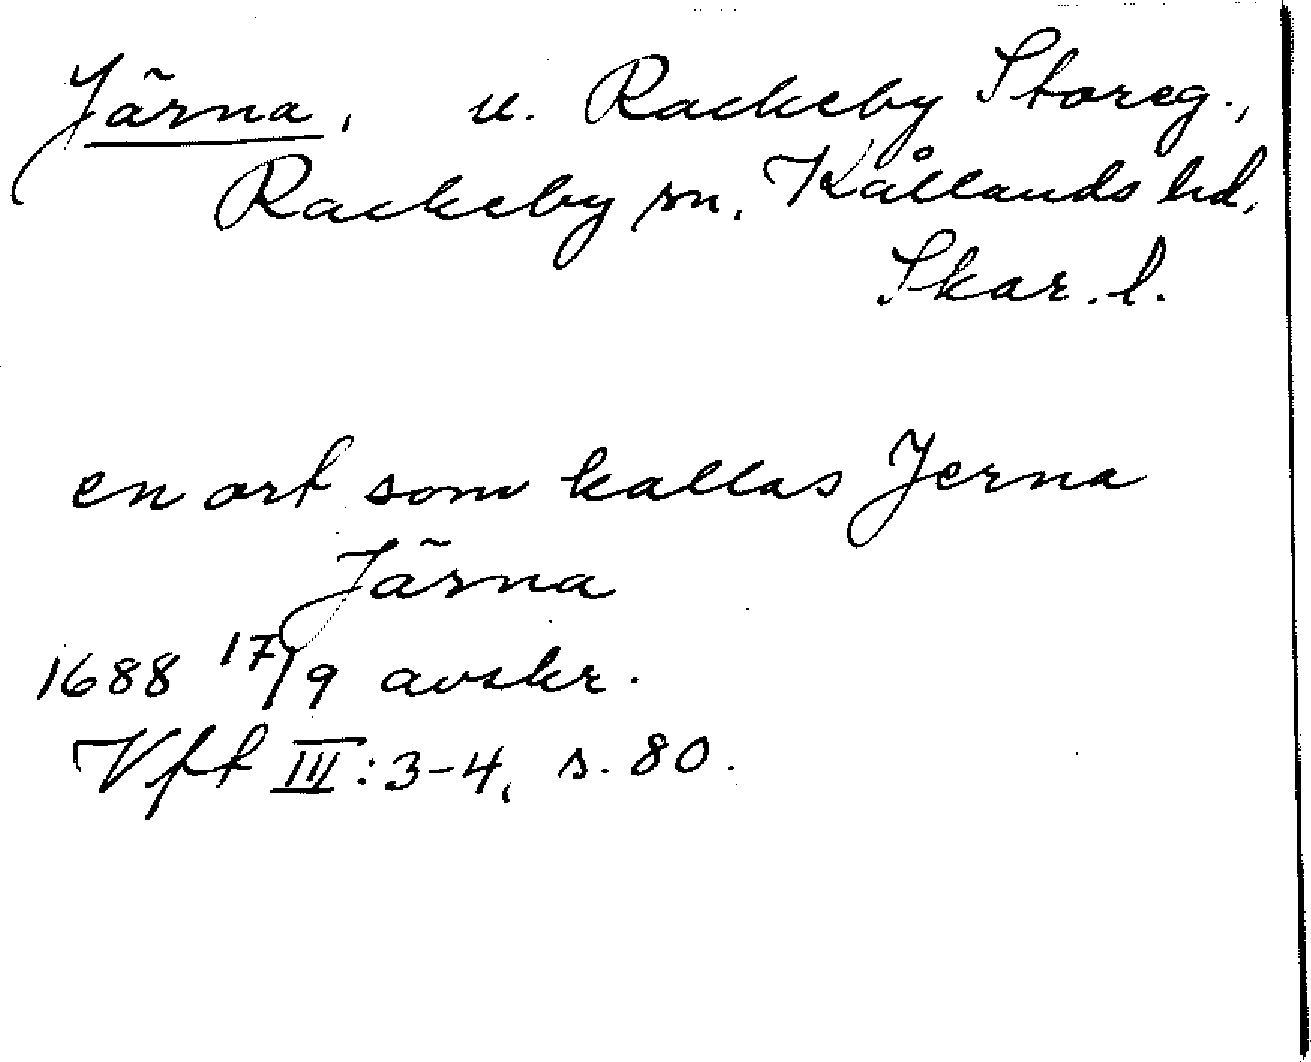 Järna, u. Rackeby Storeg.,
Rackeby sn, Kållands hd,
Skar. l.
en ort som kallas Jerna
Järna
1688 17/9 avskr.
Vft III:3-4, s. 80.